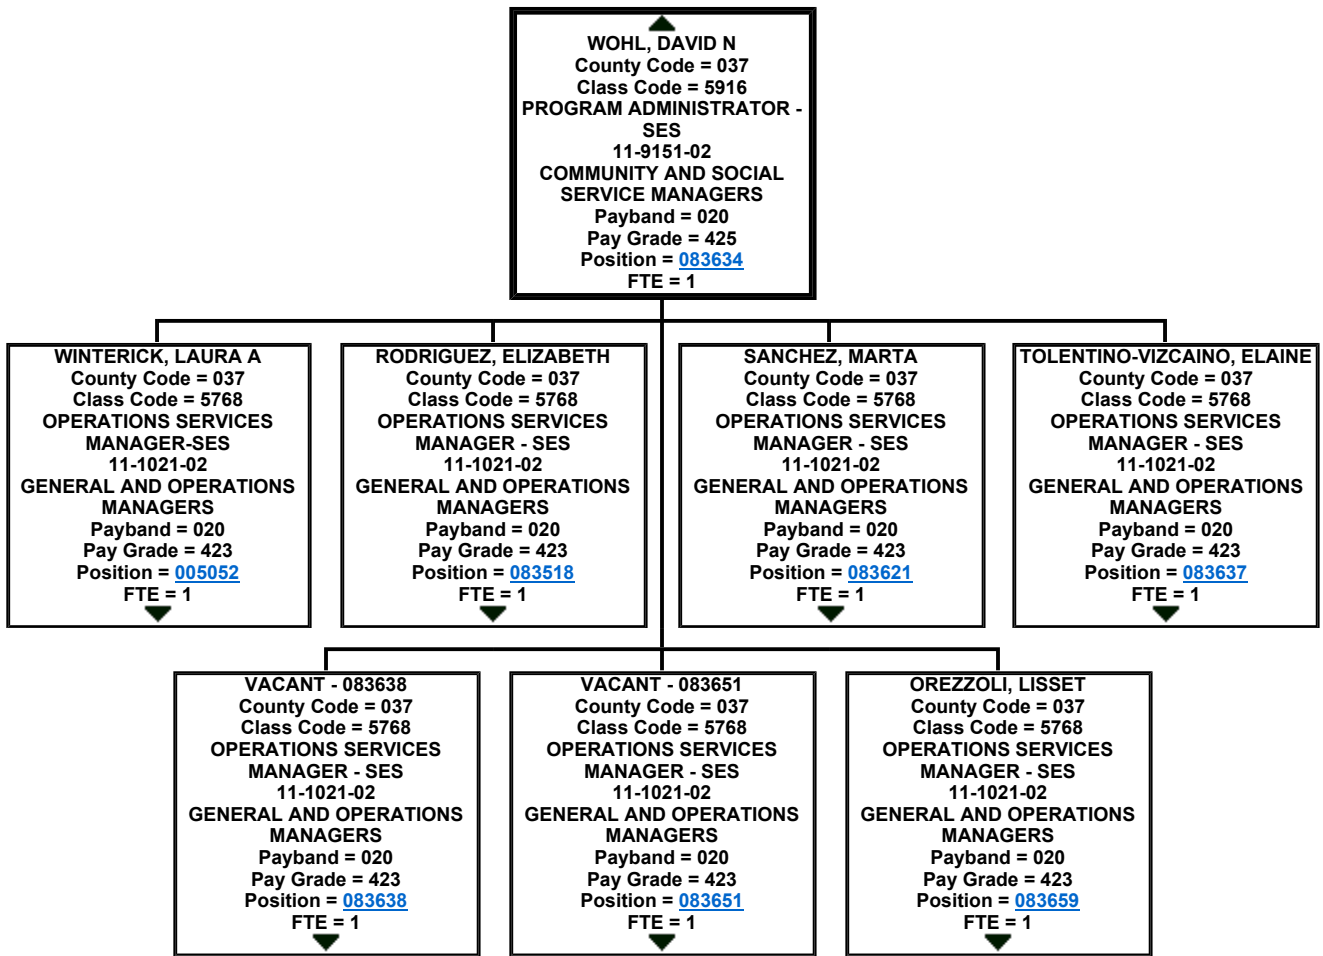 WOHL, DAVID N
County Code = 037
Class Code = 5916
PROGRAM ADMINISTRATOR -
SES
11-9151-02
COMMUNITY AND SOCIAL
SERVICE MANAGERS
Payband = 020
Pay Grade = 425
Position = 083634
FTE = 1
WINTERICK, LAURA A
County Code = 037
Class Code = 5768
OPERATIONS SERVICES
MANAGER-SES
11-1021-02
GENERAL AND OPERATIONS
MANAGERS
Payband = 020
Pay Grade = 423
Position = 005052
FTE = 1
RODRIGUEZ, ELIZABETH
County Code = 037
Class Code = 5768
OPERATIONS SERVICES
MANAGER - SES
11-1021-02
GENERAL AND OPERATIONS
MANAGERS
Payband = 020
Pay Grade = 423
Position = 083518
FTE = 1
SANCHEZ, MARTA
County Code = 037
Class Code = 5768
OPERATIONS SERVICES
MANAGER - SES
11-1021-02
GENERAL AND OPERATIONS
MANAGERS
Payband = 020
Pay Grade = 423
Position = 083621
FTE = 1
TOLENTINO-VIZCAINO, ELAINE
County Code = 037
Class Code = 5768
OPERATIONS SERVICES
MANAGER - SES
11-1021-02
GENERAL AND OPERATIONS
MANAGERS
Payband = 020
Pay Grade = 423
Position = 083637
FTE = 1
VACANT - 083638
County Code = 037
Class Code = 5768
OPERATIONS SERVICES
MANAGER - SES
11-1021-02
GENERAL AND OPERATIONS
MANAGERS
Payband = 020
Pay Grade = 423
Position = 083638
FTE = 1
VACANT - 083651
County Code = 037
Class Code = 5768
OPERATIONS SERVICES
MANAGER - SES
11-1021-02
GENERAL AND OPERATIONS
MANAGERS
Payband = 020
Pay Grade = 423
Position = 083651
FTE = 1
OREZZOLI, LISSET
County Code = 037
Class Code = 5768
OPERATIONS SERVICES
MANAGER - SES
11-1021-02
GENERAL AND OPERATIONS
MANAGERS
Payband = 020
Pay Grade = 423
Position = 083659
FTE = 1